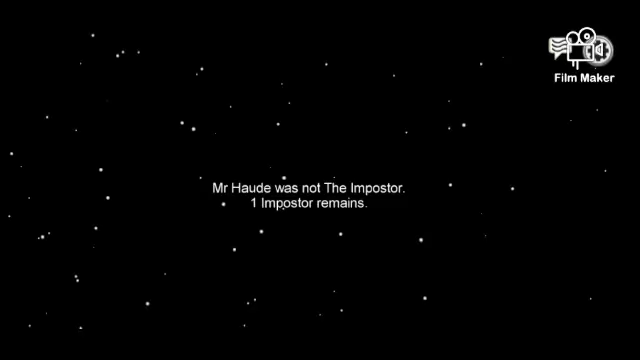 Film Maker
Mr Haude was not The Impostor.
1 Impostor remains.